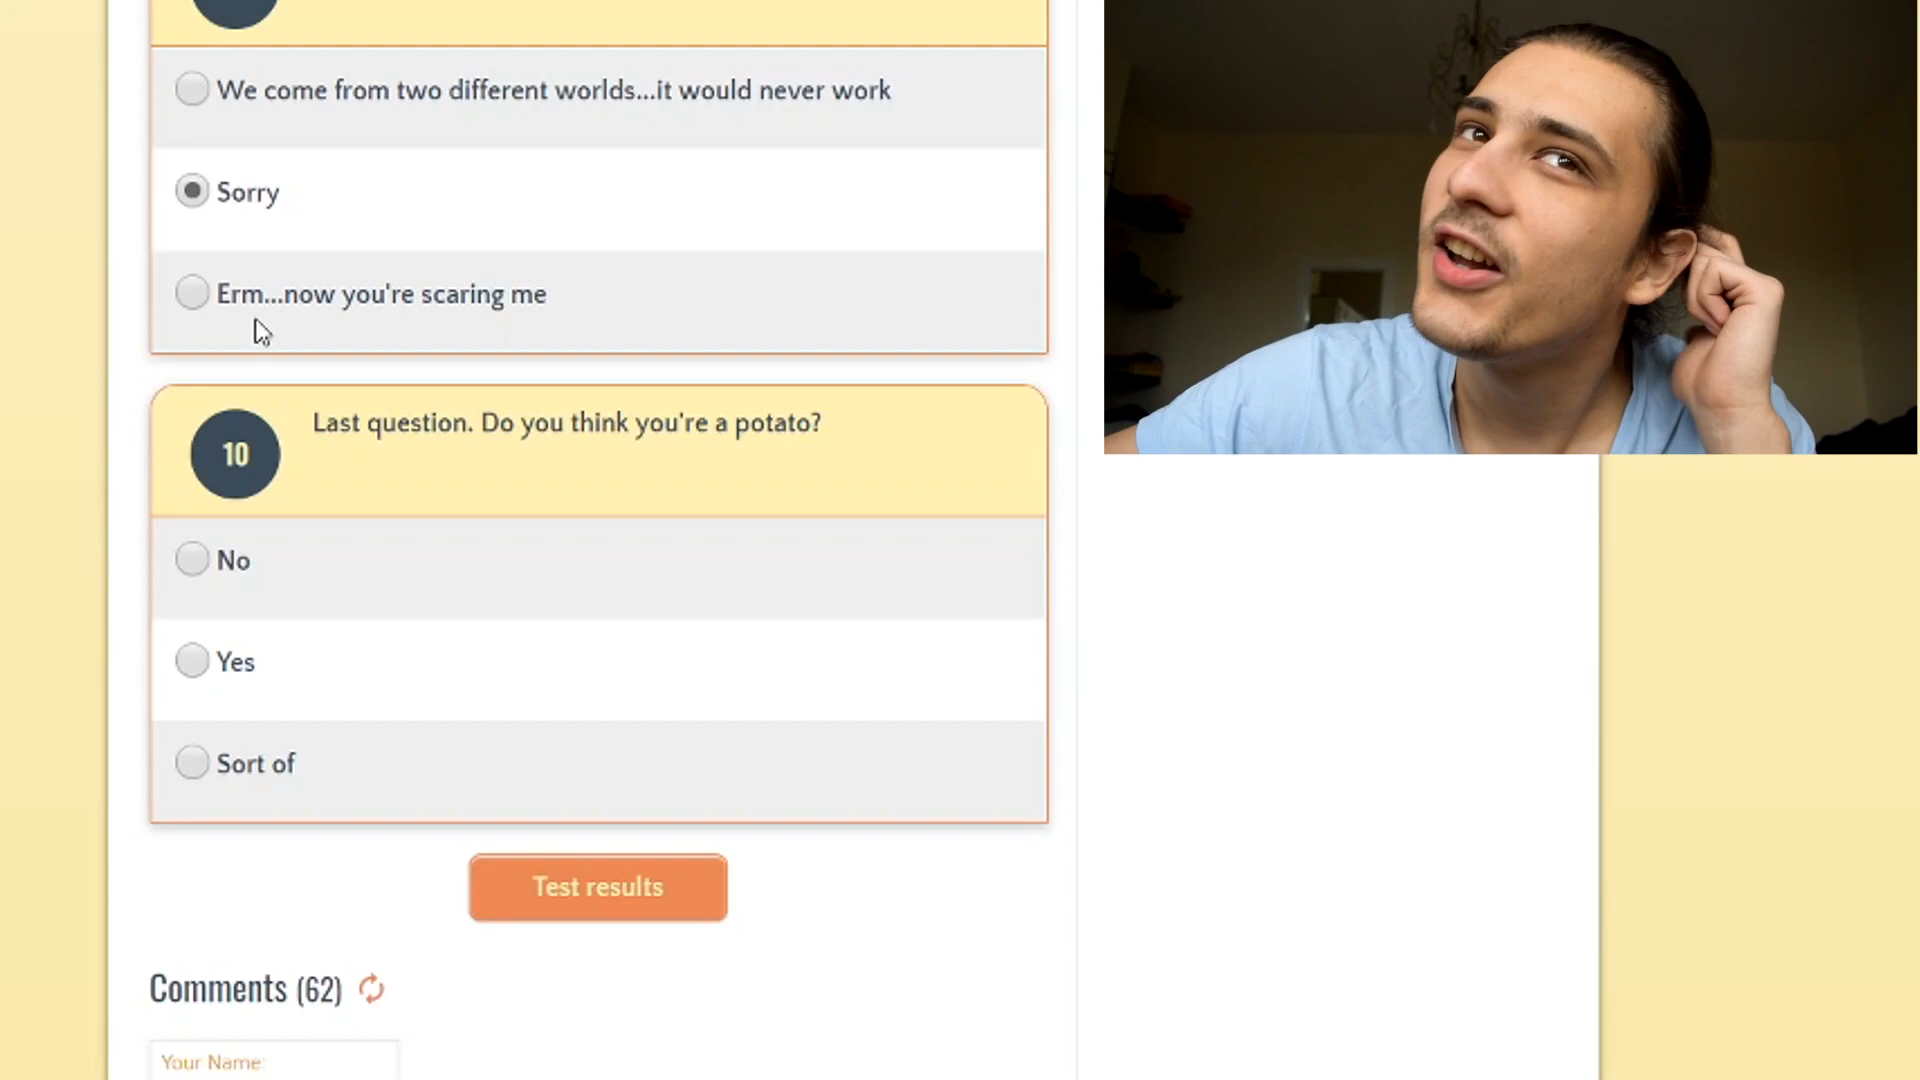 We come from two different worlds...it would never work
Sorry
Erm...now you're scaring me
10
Last question. Do you think you're a potato?
No
Yes
Sort of
Test results
Comments (62)
Your Name: